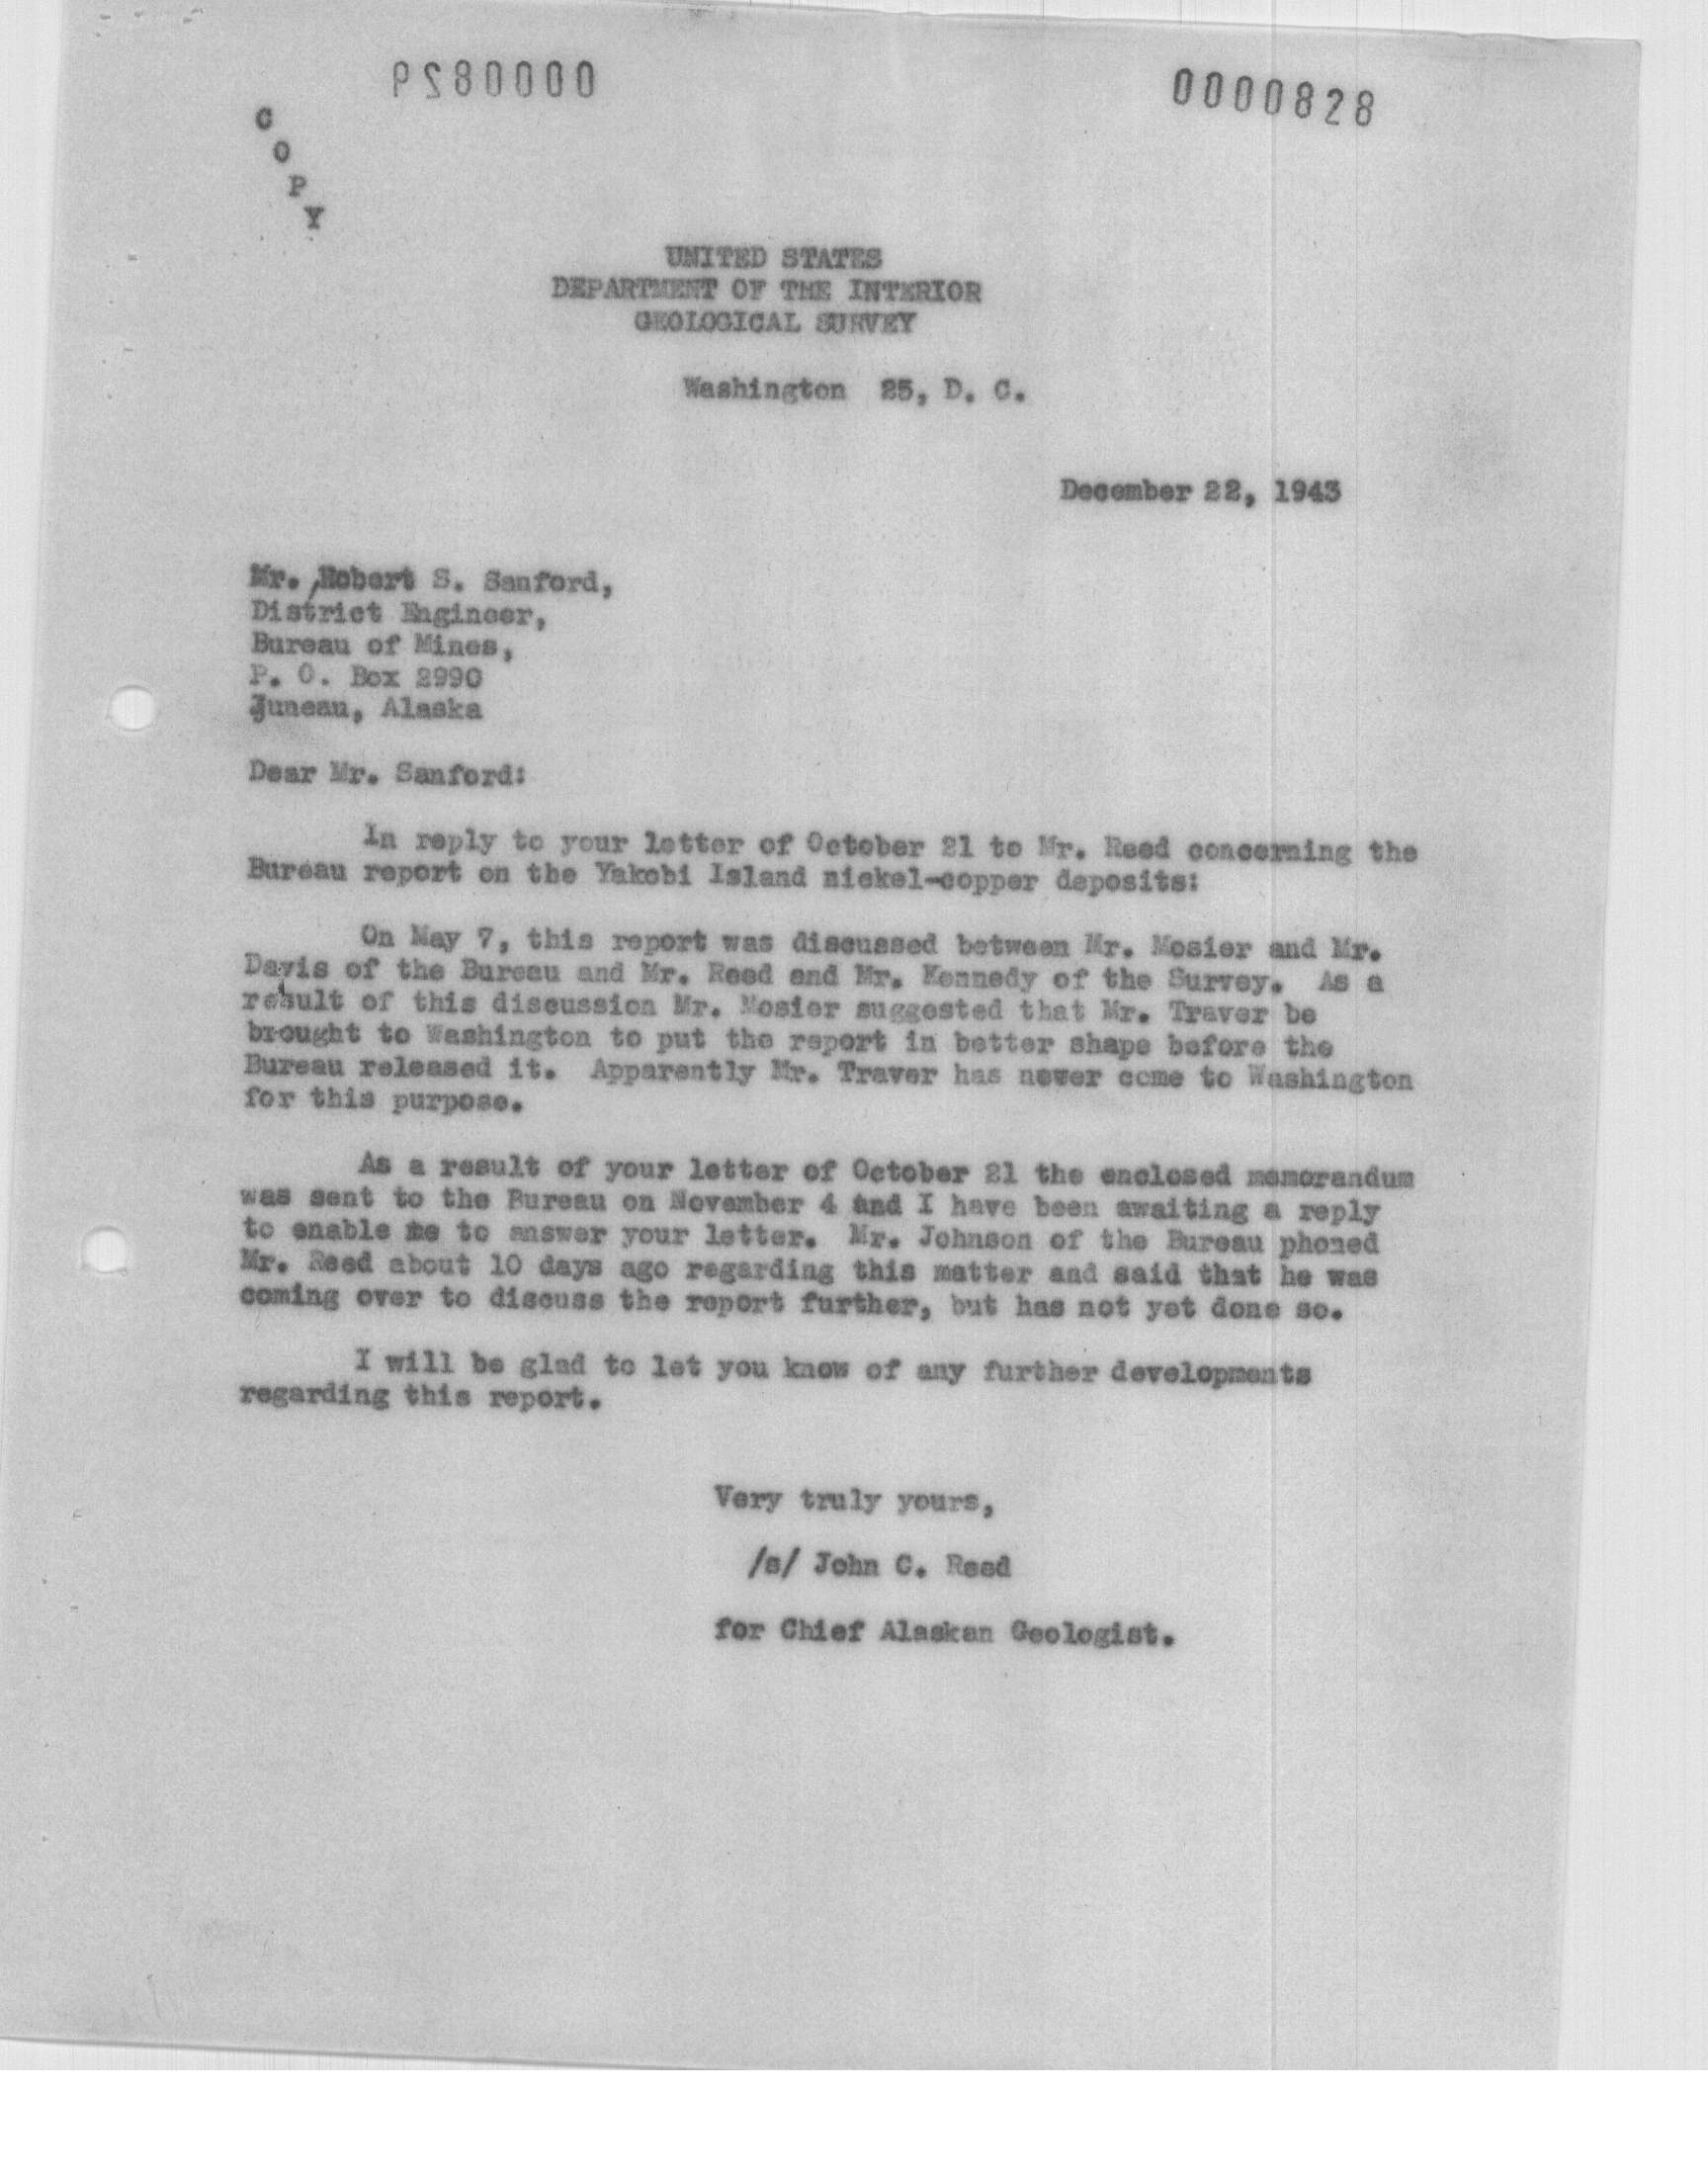 0000829
0000828
C
O
P
Y
UNITED STATES
DEPARTMENT OF THE INTERIOR
GEOLOGICAL SURVEY
Washington 25, D. C.
December 22, 1943
Mr. Robert S. Sanford,
District Engineer,
Bureau of Mines,
P. O. Box 2990
Juneau, Alaska
Dear Mr. Sanford:
In reply to your letter of October 21 to Mr. Reed concerning the
Bureau report on the Yakobi Island nickel-copper deposits:
On May 7, this report was discussed between Mr. Mosier and Mr.
Davis of the Bureau and Mr. Reed and Mr. Kennedy of the Survey. As a
result of this discussion Mr. Mosier suggested that Mr. Traver be
brought to Washington to put the report in better shape before the
Bureau released it. Apparently Mr. Traver has never come to Washington
for this purpose.
As a result of your letter of October 21 the enclosed memorandum
was sent to the Bureau on November 4 and I have been awaiting a reply
to enable me to answer your letter. Mr. Johnson of the Bureau phoned
Mr. Reed about 10 days ago regarding this matter and said that he was
coming over to discuss the report further, but has not yet done so.
I will be glad to let you know of any further developments
regarding this report.
Very truly yours,
/s/ John C. Reed
for Chief Alaskan Geologist.